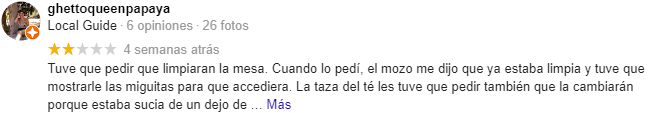 ghettoqueenpapaya
Local Guide · 6 opiniones · 26 fotos
4 semanas atrás
Tuve que pedir que limpiaran la mesa. Cuando lo pedí, el mozo me dijo que ya estaba limpia y tuve que
mostrarle las miguitas para que accediera. La taza del té les tuve que pedir también que la cambiarán
porque estaba sucia de un dejo de ... Más